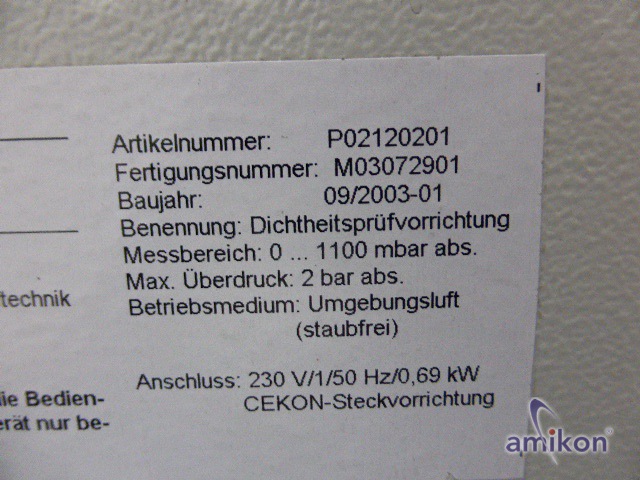 Artikelnummer: P02120201
Fertigungsnummer: M03072901
Baujahr: 09/2003-01
Benennung: Dichtheitsprüfvorrichtung
Messbereich: 0 ... 1100 mbar abs.
Max. Überdruck: 2 bar abs.
technik
Betriebsmedium: Umgebungsluft
(staubfrei)
Anschluss: 230 V/1/50 Hz/0,69 kW
die Bedien-
CEKON-Steckvorrichtung
erät nur be-
amikon